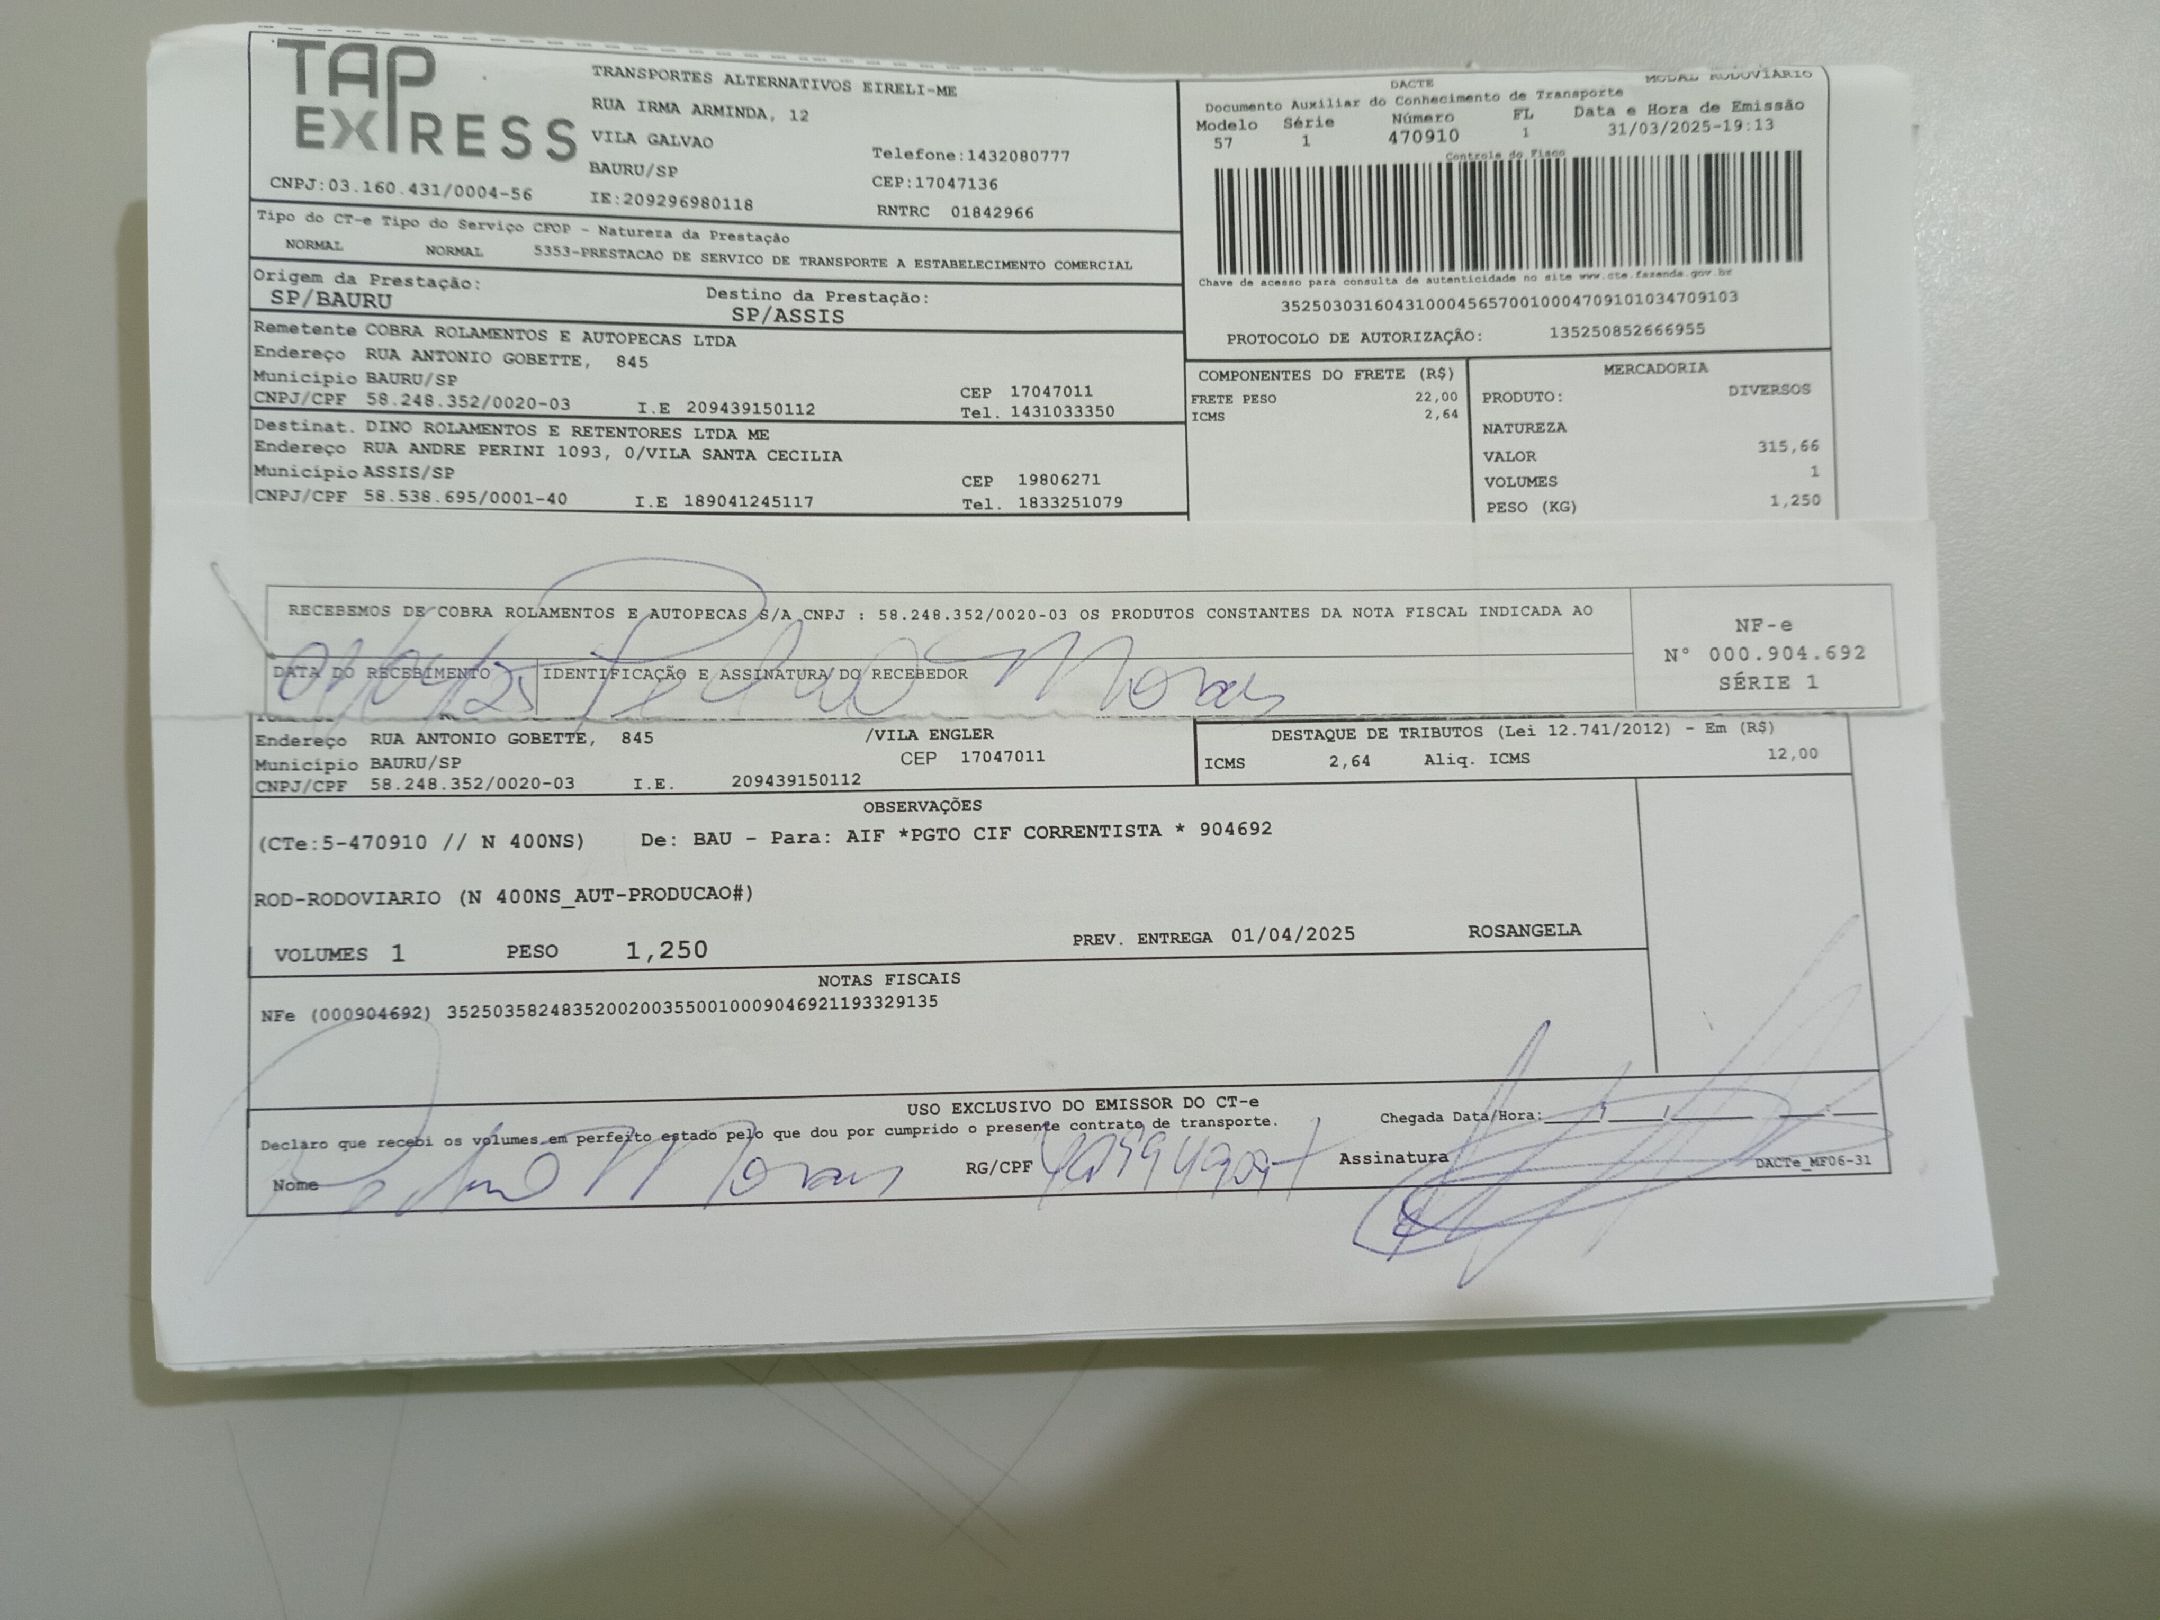 TAP EXPRESS
TRANSPORTES ALTERNATIVOS EIRELI-ME
RUA IRMA ARMINDA, 12
VILA GALVAO
BAURU/SP
Telefone:1432080777
CEP:17047136
CNPJ:03.160.431/0004-56
IE:209296980118
RNTRC 01842966
DACTE
MODAL RODOVIÁRIO
Documento Auxiliar do Conhecimento de Transporte
Modelo Série Número FL Data e Hora de Emissão
57 1 470910 1 31/03/2025-19:13
Controle do Fisco
Chave de acesso para consulta de autenticidade no site www.cte.fazenda.gov.br
35250303160431000456570010004709101034709103
PROTOCOLO DE AUTORIZAÇÃO: 135250852666955
Tipo do CT-e Tipo do Serviço CFOP - Natureza da Prestação
NORMAL NORMAL 5353-PRESTACAO DE SERVICO DE TRANSPORTE A ESTABELECIMENTO COMERCIAL
Origem da Prestação: Destino da Prestação:
SP/BAURU SP/ASSIS
Remetente COBRA ROLAMENTOS E AUTOPECAS LTDA
Endereço RUA ANTONIO GOBETTE, 845
Município BAURU/SP CEP 17047011
CNPJ/CPF 58.248.352/0020-03 I.E 209439150112 Tel. 1431033350
Destinat. DINO ROLAMENTOS E RETENTORES LTDA ME
Endereço RUA ANDRE PERINI 1093, 0/VILA SANTA CECILIA
Município ASSIS/SP CEP 19806271
CNPJ/CPF 58.538.695/0001-40 I.E 189041245117 Tel. 1833251079
COMPONENTES DO FRETE (R$)
FRETE PESO 22,00
ICMS 2,64
MERCADORIA
PRODUTO: DIVERSOS
NATUREZA
VALOR 315,66
VOLUMES 1
PESO (KG) 1,250
RECEBEMOS DE COBRA ROLAMENTOS E AUTOPECAS S/A CNPJ : 58.248.352/0020-03 OS PRODUTOS CONSTANTES DA NOTA FISCAL INDICADA AO
DATA DO RECEBIMENTO IDENTIFICAÇÃO E ASSINATURA DO RECEBEDOR
01/04/25 Pedro Moraes
NF-e
N° 000.904.692
SÉRIE 1
Endereço RUA ANTONIO GOBETTE, 845 /VILA ENGLER
Município BAURU/SP CEP 17047011
CNPJ/CPF 58.248.352/0020-03 I.E. 209439150112
DESTAQUE DE TRIBUTOS (Lei 12.741/2012) - Em (R$)
ICMS 2,64 Aliq. ICMS 12,00
OBSERVAÇÕES
(CTe:5-470910 // N 400NS) De: BAU - Para: AIF *PGTO CIF CORRENTISTA * 904692
ROD-RODOVIARIO (N 400NS_AUT-PRODUCAO#)
VOLUMES 1 PESO 1,250 PREV. ENTREGA 01/04/2025 ROSANGELA
NOTAS FISCAIS
NFe (000904692) 35250358248352002003550010009046921193329135
USO EXCLUSIVO DO EMISSOR DO CT-e
Declaro que recebi os volumes em perfeito estado pelo que dou por cumprido o presente contrato de transporte. Chegada Data/Hora:
Nome Pedro Moraes RG/CPF Assinatura DACTe_MF06-31